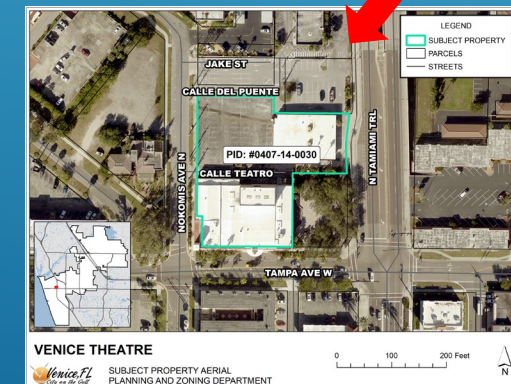 LEGEND
SUBJECT PROPERTY
PARCELS
STREETS
JAKE ST
CALLE DEL PUENTE
PID: #0407-14-0030
CALLE TEATRO
NOKOMIS AVE N
N TAMIAMI TRL
TAMPA AVE W
VENICE THEATRE
Venice, FL
City on the Gulf
SUBJECT PROPERTY AERIAL
PLANNING AND ZONING DEPARTMENT
0 100 200 Feet
N